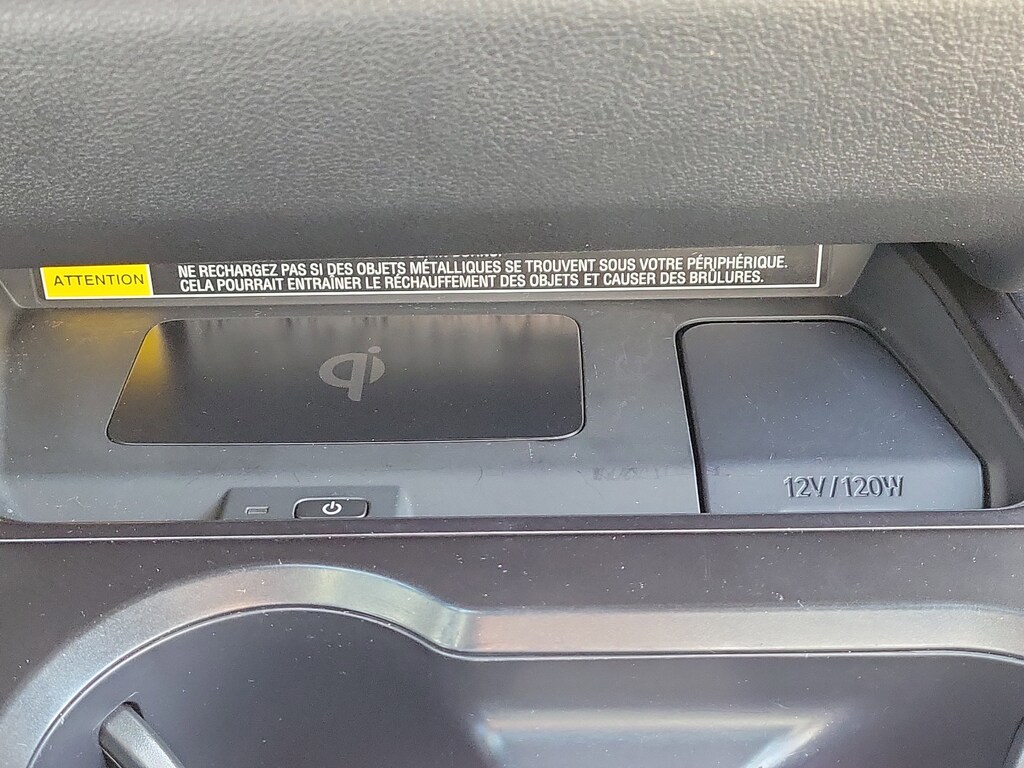 ATTENTION
NE RECHARGEZ PAS SI DES OBJETS MÉTALLIQUES SE TROUVENT SOUS VOTRE PÉRIPHÉRIQUE.
CELA POURRAIT ENTRAÎNER LE RÉCHAUFFEMENT DES OBJETS ET CAUSER DES BRÛLURES.
qi
12V/120W